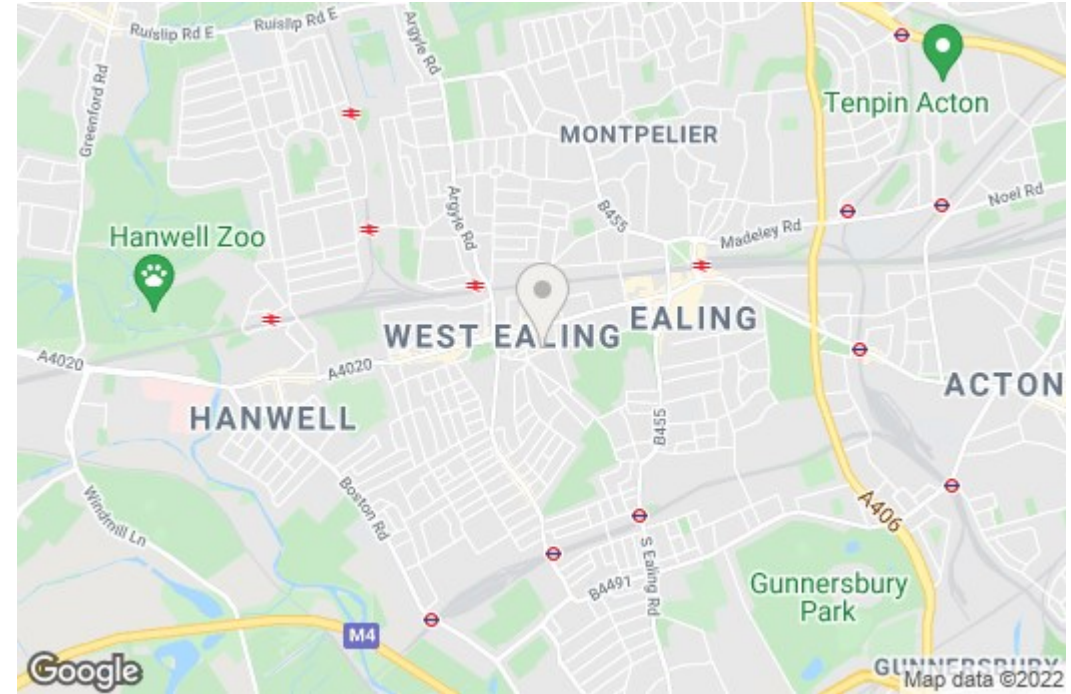 Ruislip Rd E
Ruislip Rd E
Argyle Rd
Greenford Rd
Tenpin Acton
MONTPELIER
Noel Rd
Argyle Rd
B455
Madeley Rd
Hanwell Zoo
WEST EALING
EALING
A4020
A4020
ACTON
HANWELL
B455
Boston Rd
Windmill Ln
A406
S Ealing Rd
B4491
Gunnersbury
Park
M4
GUNNERSBURY
Google
Map data ©2022